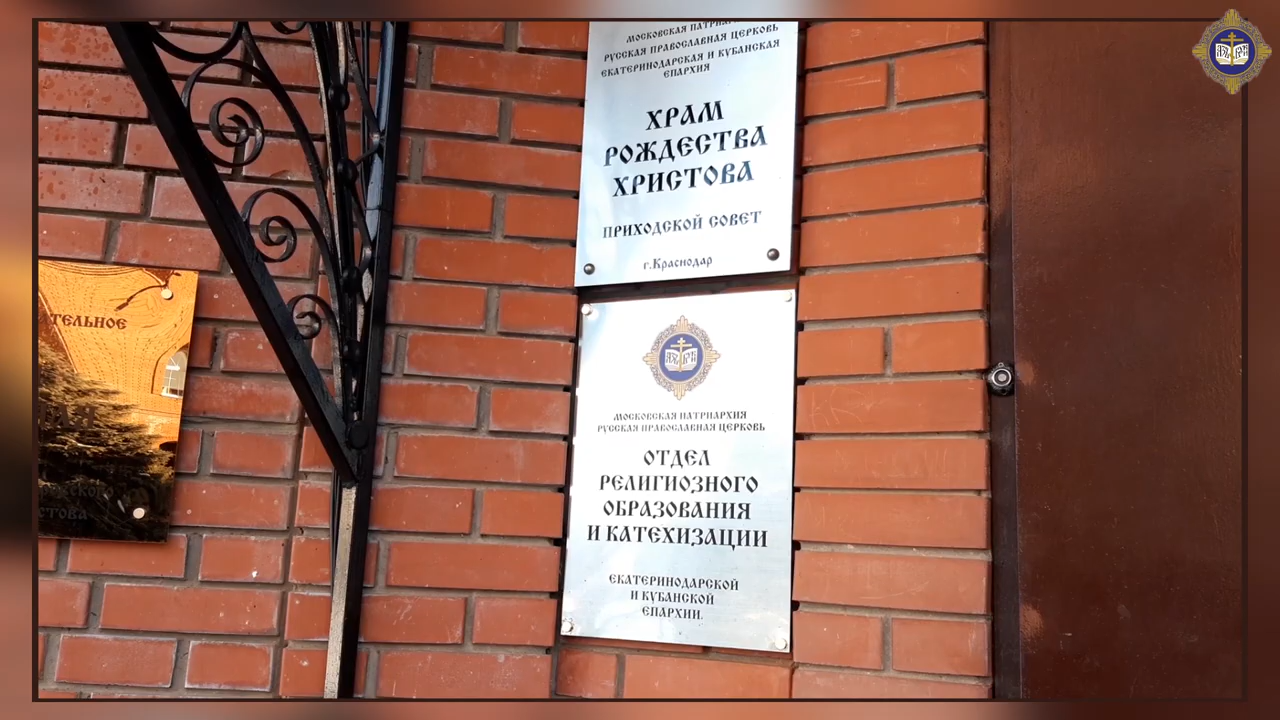 МОСКОВСКАЯ ПАТРИАРХИЯ
РУССКАЯ ПРАВОСЛАВНАЯ ЦЕРКОВЬ
ЕКАТЕРИНОДАРСКАЯ И КУБАНСКАЯ
ЕПАРХИЯ
ХРАМ
РОЖДЕСТВА
ХРИСТОВА
ПРИХОДСКОЙ СОВЕТ
г.Краснодар
МОСКОВСКАЯ ПАТРИАРХИЯ
РУССКАЯ ПРАВОСЛАВНАЯ ЦЕРКОВЬ
ОТДЕЛ
РЕЛИГИОЗНОГО
ОБРАЗОВАНИЯ
И КАТЕХИЗАЦИИ
ЕКАТЕРИНОДАРСКОЙ
И КУБАНСКОЙ
ЕПАРХИИ.